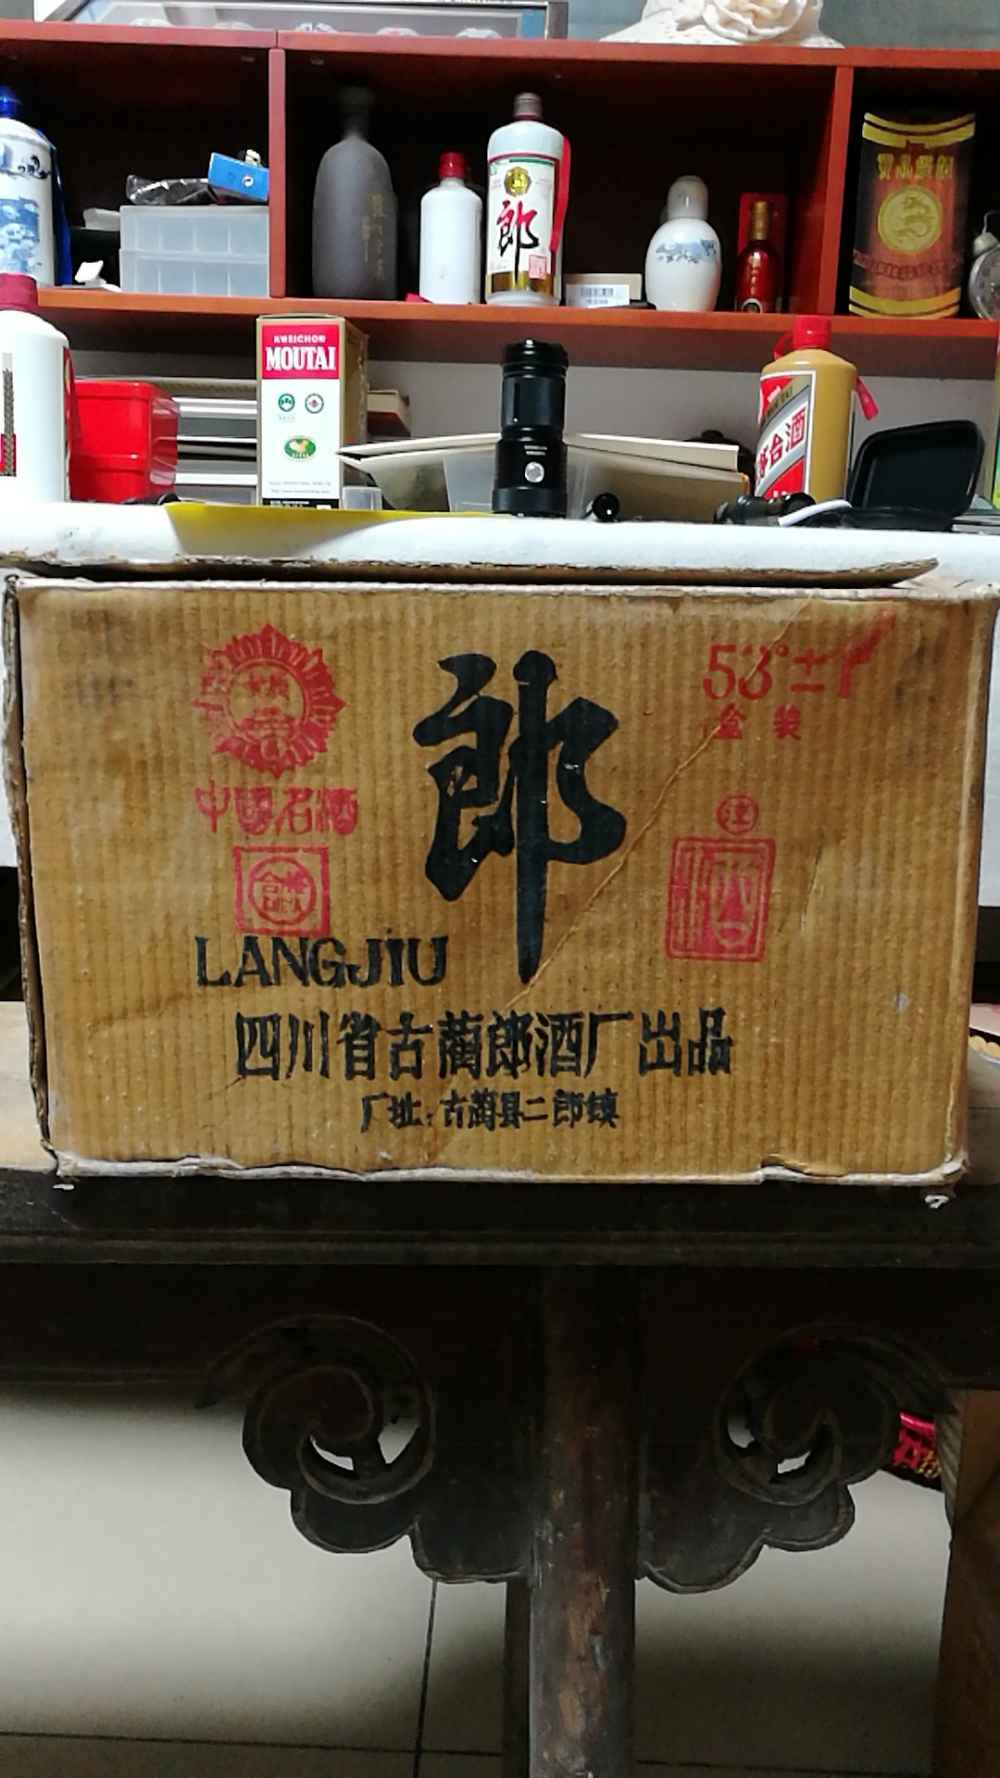 郎
KWEICHOW
MOUTAI
茅台酒
53°±1°
盒装
郎
中国名酒
LANGJIU
四川省古蔺郎酒厂出品
厂址:古蔺县二郎镇